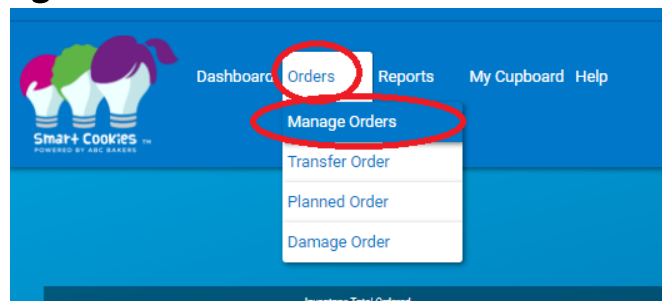 Dashboard Orders Reports My Cupboard Help
Smart Cookies TM
POWERED BY ABC BAKERS
Manage Orders
Transfer Order
Planned Order
Damage Order